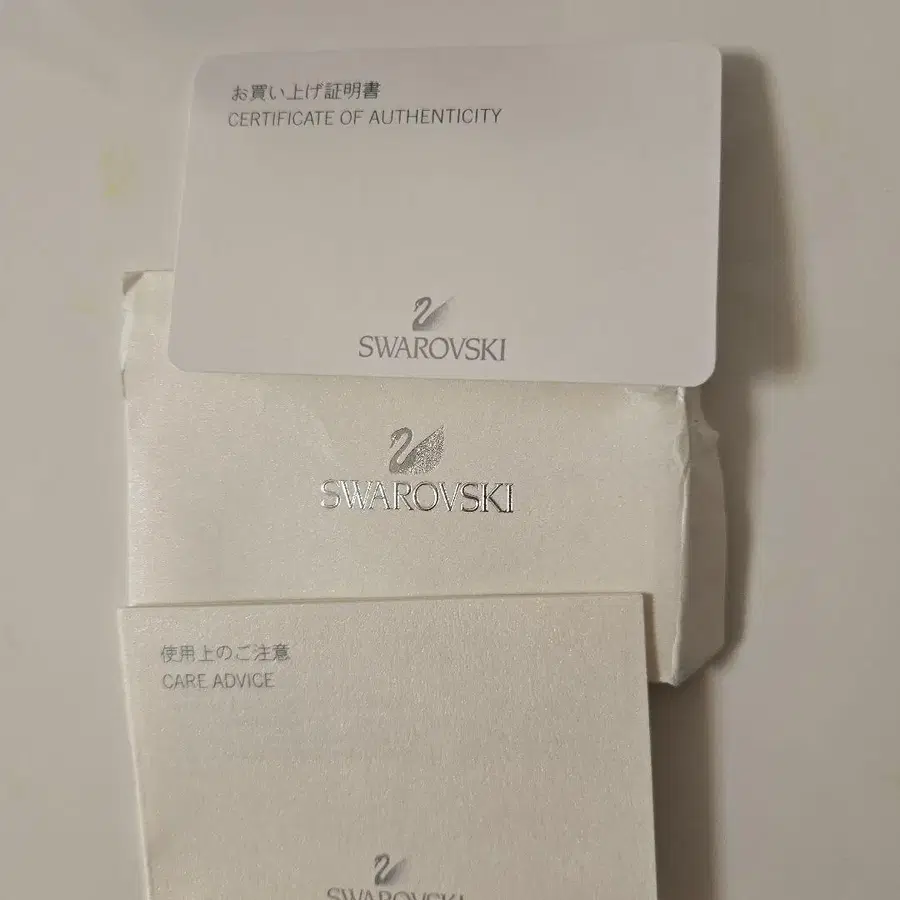 お買い上げ証明書
CERTIFICATE OF AUTHENTICITY
SWAROVSKI
SWAROVSKI
使用上のご注意
CARE ADVICE
SWAROVSKI